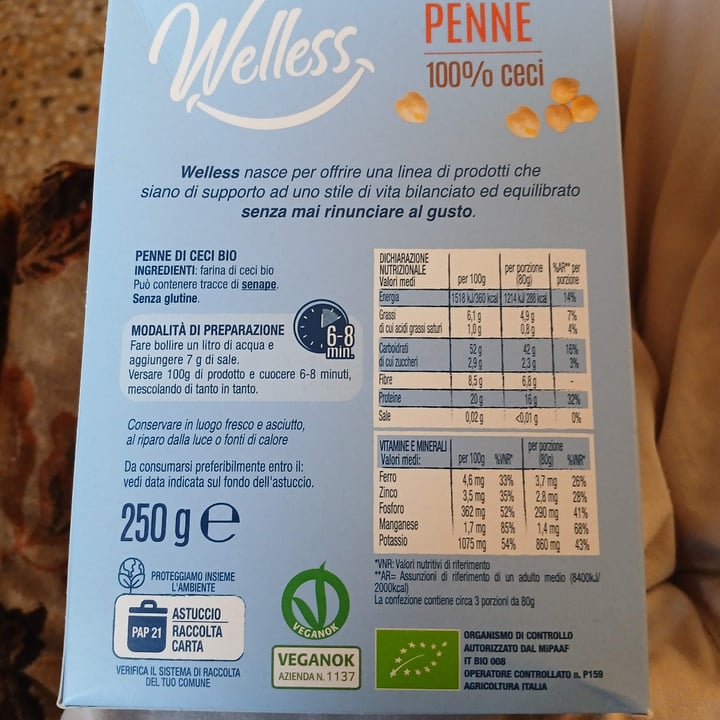 Welless
PENNE
100% ceci
Welless nasce per offrire una linea di prodotti che
siano di supporto ad uno stile di vita bilanciato ed equilibrato
senza mai rinunciare al gusto.
PENNE DI CECI BIO
INGREDIENTI: farina di ceci bio
Può contenere tracce di senape.
Senza glutine.
MODALITÀ DI PREPARAZIONE
Fare bollire un litro di acqua e
aggiungere 7 g di sale.
Versare 100g di prodotto e cuocere 6-8 minuti,
mescolando di tanto in tanto.
6-8
min.
Conservare in luogo fresco e asciutto,
al riparo dalla luce o fonti di calore
Da consumarsi preferibilmente entro il:
vedi data indicata sul fondo dell'astuccio.
250 g e
PROTEGGIAMO INSIEME
L'AMBIENTE
PAP 21
ASTUCCIO
RACCOLTA
CARTA
VERIFICA IL SISTEMA DI RACCOLTA
DEL TUO COMUNE
VEGANOK
VEGANOK
AZIENDA N. 1137
DICHIARAZIONE
NUTRIZIONALE
Valori medi per 100g per porzione (80g) %AR** per porzione
Energia 1518 kJ/360 kcal 1214 kJ/ 288 kcal 14%
Grassi 6,1 g 4,9 g 7%
di cui acidi grassi saturi 1,0 g 0,8 g 4%
Carboidrati 52 g 42 g 16%
di cui zuccheri 2,9 g 2,3 g 3%
Fibre 8,5 g 6,8 g -
Proteine 20 g 16 g 32%
Sale 0,02 g <0,01 g 0%
VITAMINE E MINERALI
Valori medi: per 100g %VNR* per porzione (80g) %VNR*
Ferro 4,6 mg 33% 3,7 mg 26%
Zinco 3,5 mg 35% 2,8 mg 28%
Fosforo 362 mg 52% 290 mg 41%
Manganese 1,7 mg 85% 1,4 mg 68%
Potassio 1075 mg 54% 860 mg 43%
*VNR: Valori nutritivi di riferimento
**AR= Assunzioni di riferimento di un adulto medio (8400kJ/
2000kcal)
La confezione contiene circa 3 porzioni da 80g
ORGANISMO DI CONTROLLO
AUTORIZZATO DAL MiPAAF
IT BIO 008
OPERATORE CONTROLLATO n. P159
AGRICOLTURA ITALIA